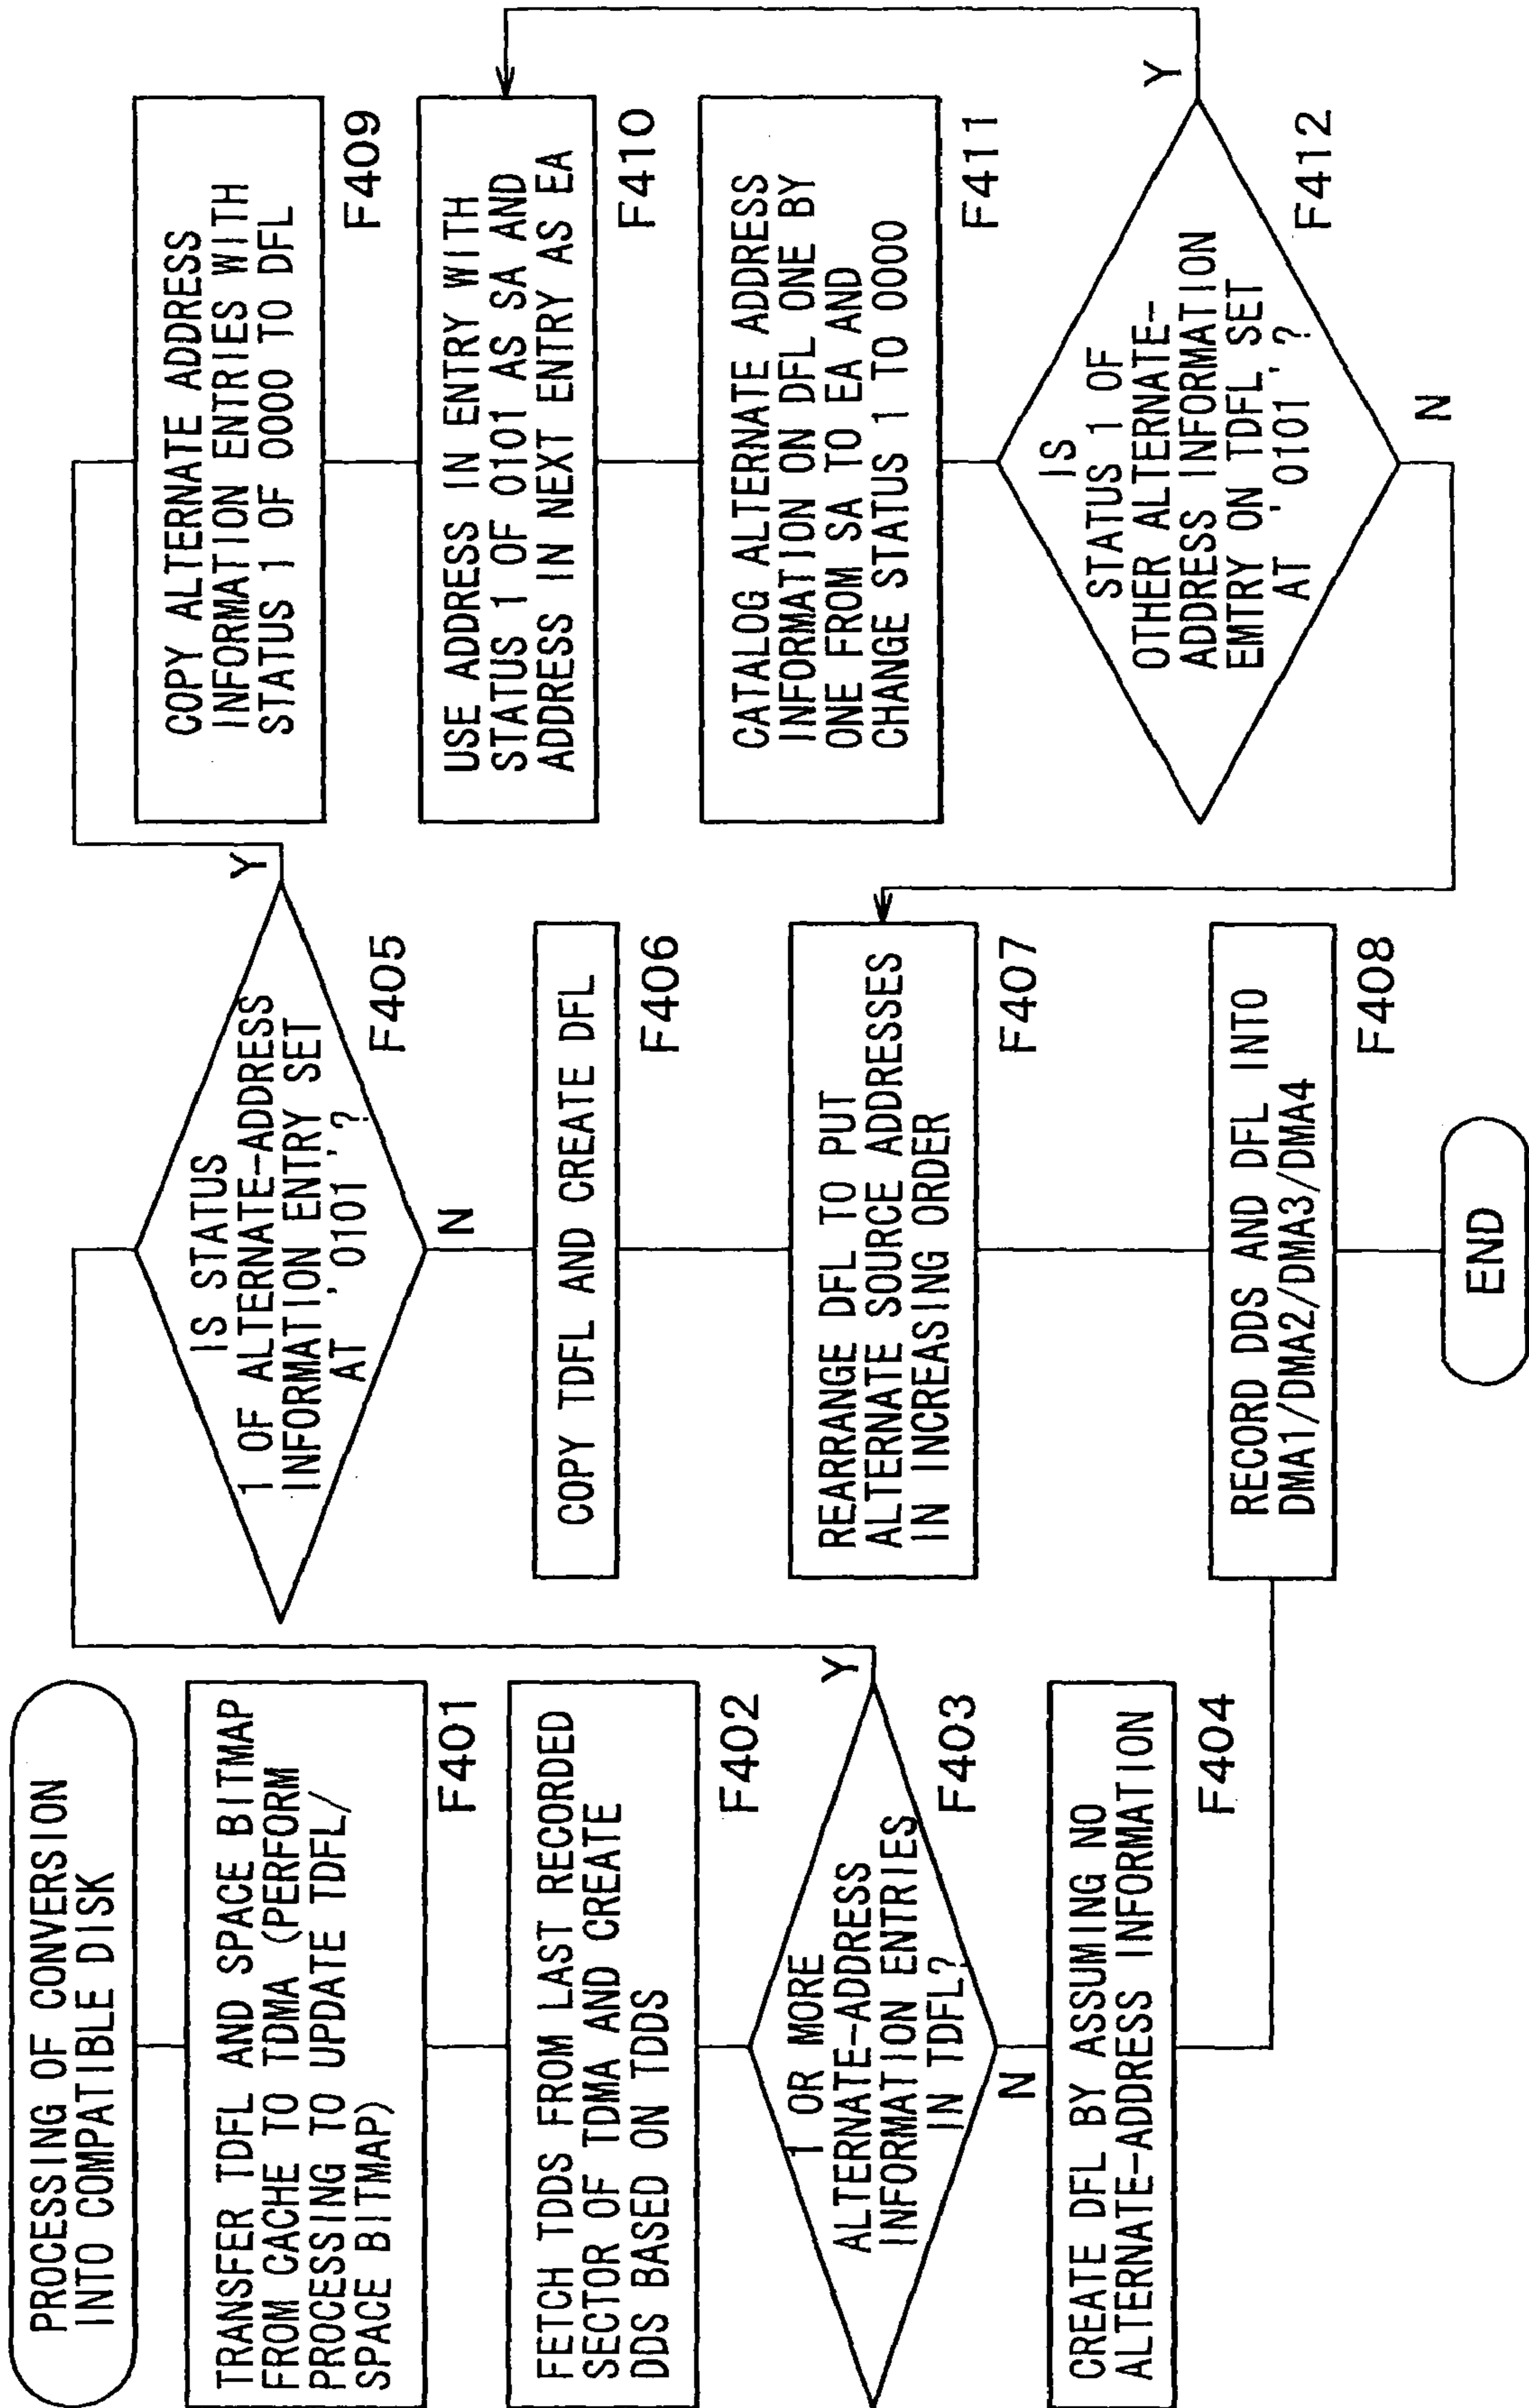 PROCESSING OF CONVERSION
INTO COMPATIBLE DISK
TRANSFER TDFL AND SPACE BITMAP
FROM CACHE TO TDMA (PERFORM
PROCESSING TO UPDATE TDFL/
SPACE BITMAP)
F401
FETCH TDDS FROM LAST RECORDED
SECTOR OF TDMA AND CREATE
DDS BASED ON TDDS
F402
1 OR MORE
ALTERNATE-ADDRESS
INFORMATION ENTRIES
IN TDFL?
Y
F403
N
CREATE DFL BY ASSUMING NO
ALTERNATE-ADDRESS INFORMATION
F404
IS STATUS
1 OF ALTERNATE-ADDRESS
INFORMATION ENTRY SET
AT '0101'?
Y
F405
N
COPY TDFL AND CREATE DFL
F406
REARRANGE DFL TO PUT
ALTERNATE SOURCE ADDRESSES
IN INCREASING ORDER
F407
RECORD DDS AND DFL INTO
DMA1/DMA2/DMA3/DMA4
F408
END
COPY ALTERNATE ADDRESS
INFORMATION ENTRIES WITH
STATUS 1 OF 0000 TO DFL
F409
USE ADDRESS IN ENTRY WITH
STATUS 1 OF 0101 AS SA AND
ADDRESS IN NEXT ENTRY AS EA
F410
CATALOG ALTERNATE ADDRESS
INFORMATION ON DFL ONE BY
ONE FROM SA TO EA AND
CHANGE STATUS 1 TO 0000
F411
IS
STATUS 1 OF
OTHER ALTERNATE-
ADDRESS INFORMATION
EMTRY ON TDFL SET
AT '0101'?
Y
F412
N